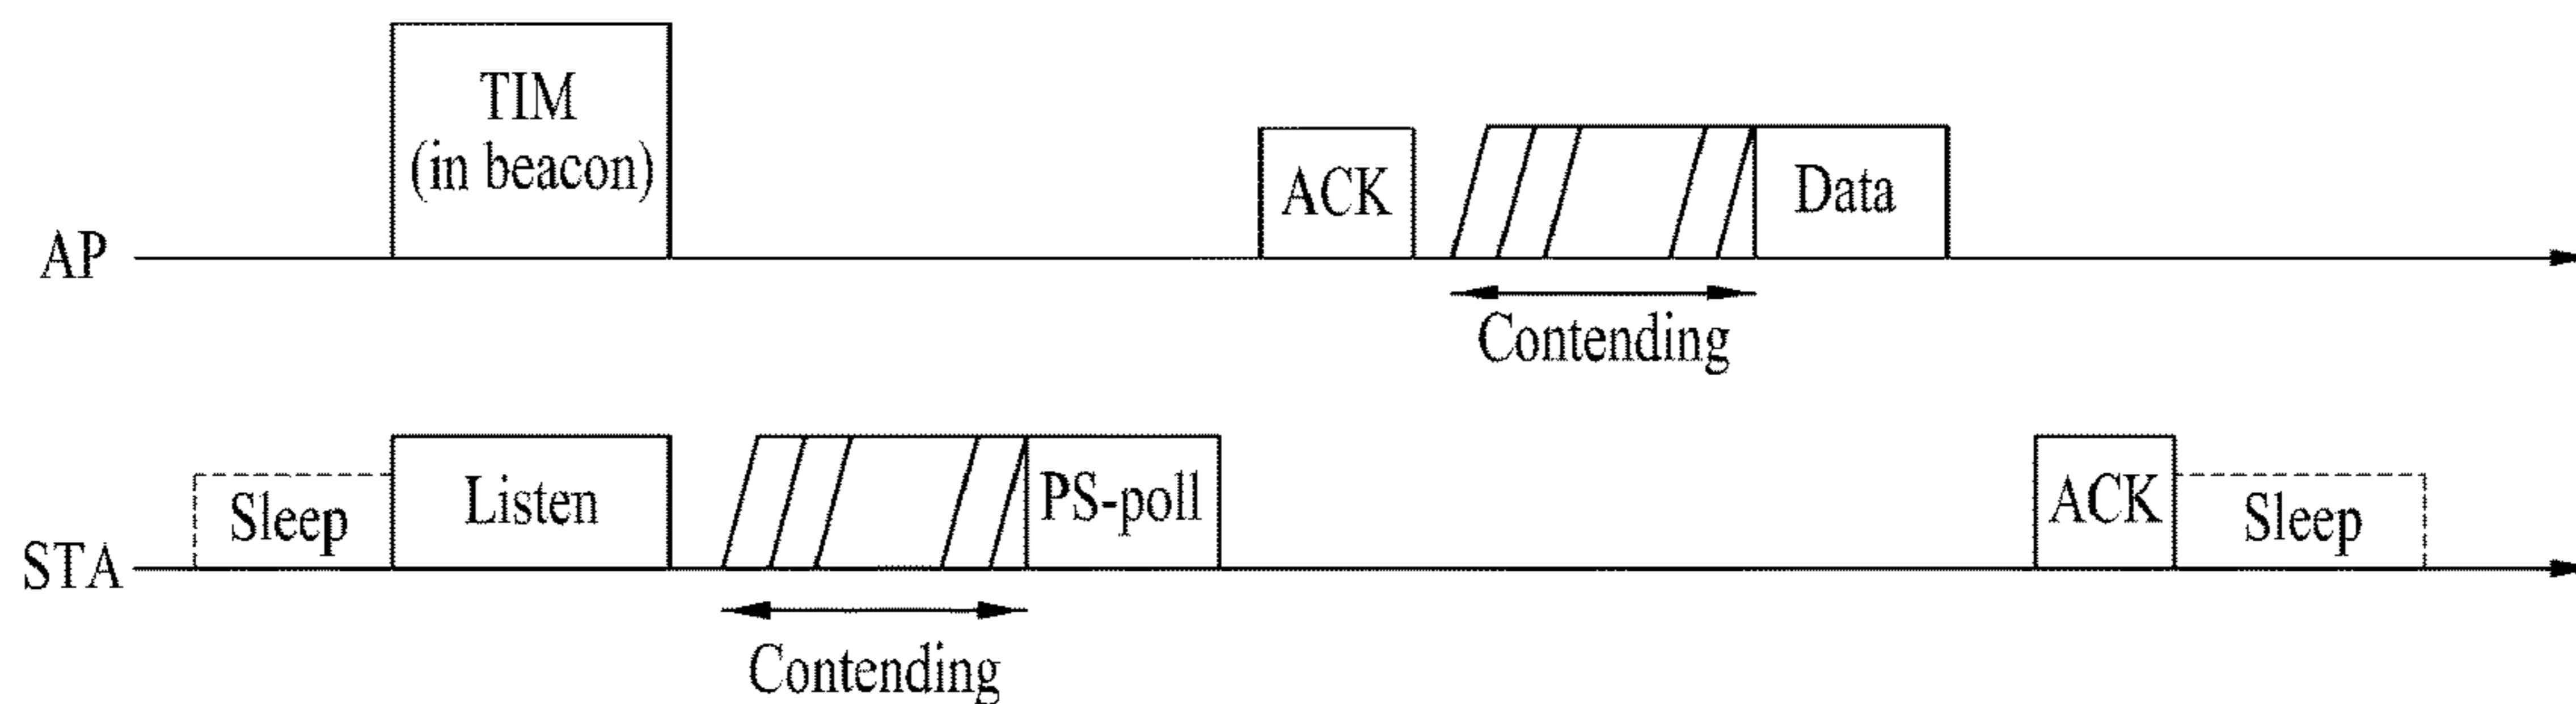 TIM
(in beacon)
ACK
Data
AP
Contending
Sleep
Listen
PS-poll
ACK
Sleep
STA
Contending